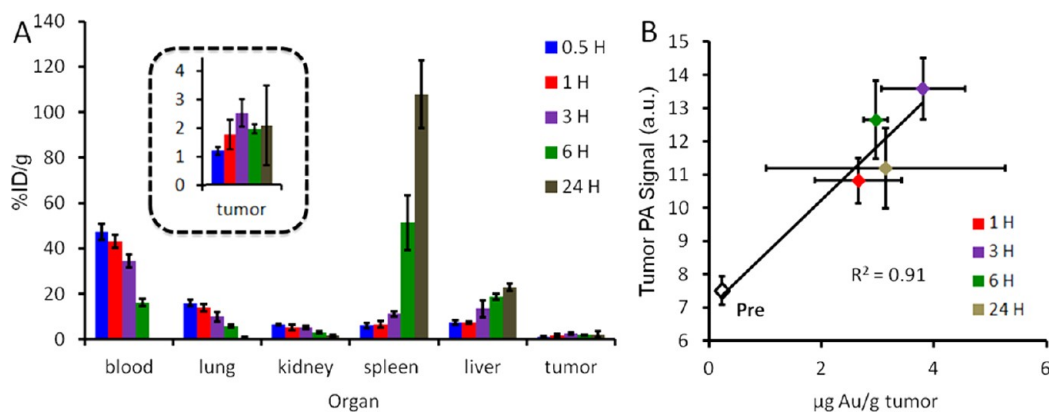 A
140
120
100
80
60
40
20
0
%ID/g
4
3
2
1
0
tumor
0.5 H
1 H
3 H
6 H
24 H
blood lung kidney spleen liver tumor
Organ
B
14
13
12
11
10
9
8
7
6
Tumor PA Signal (a.u.)
Pre
R² = 0.91
1 H
3 H
6 H
24 H
0 2 4 6
µg Au/g tumor